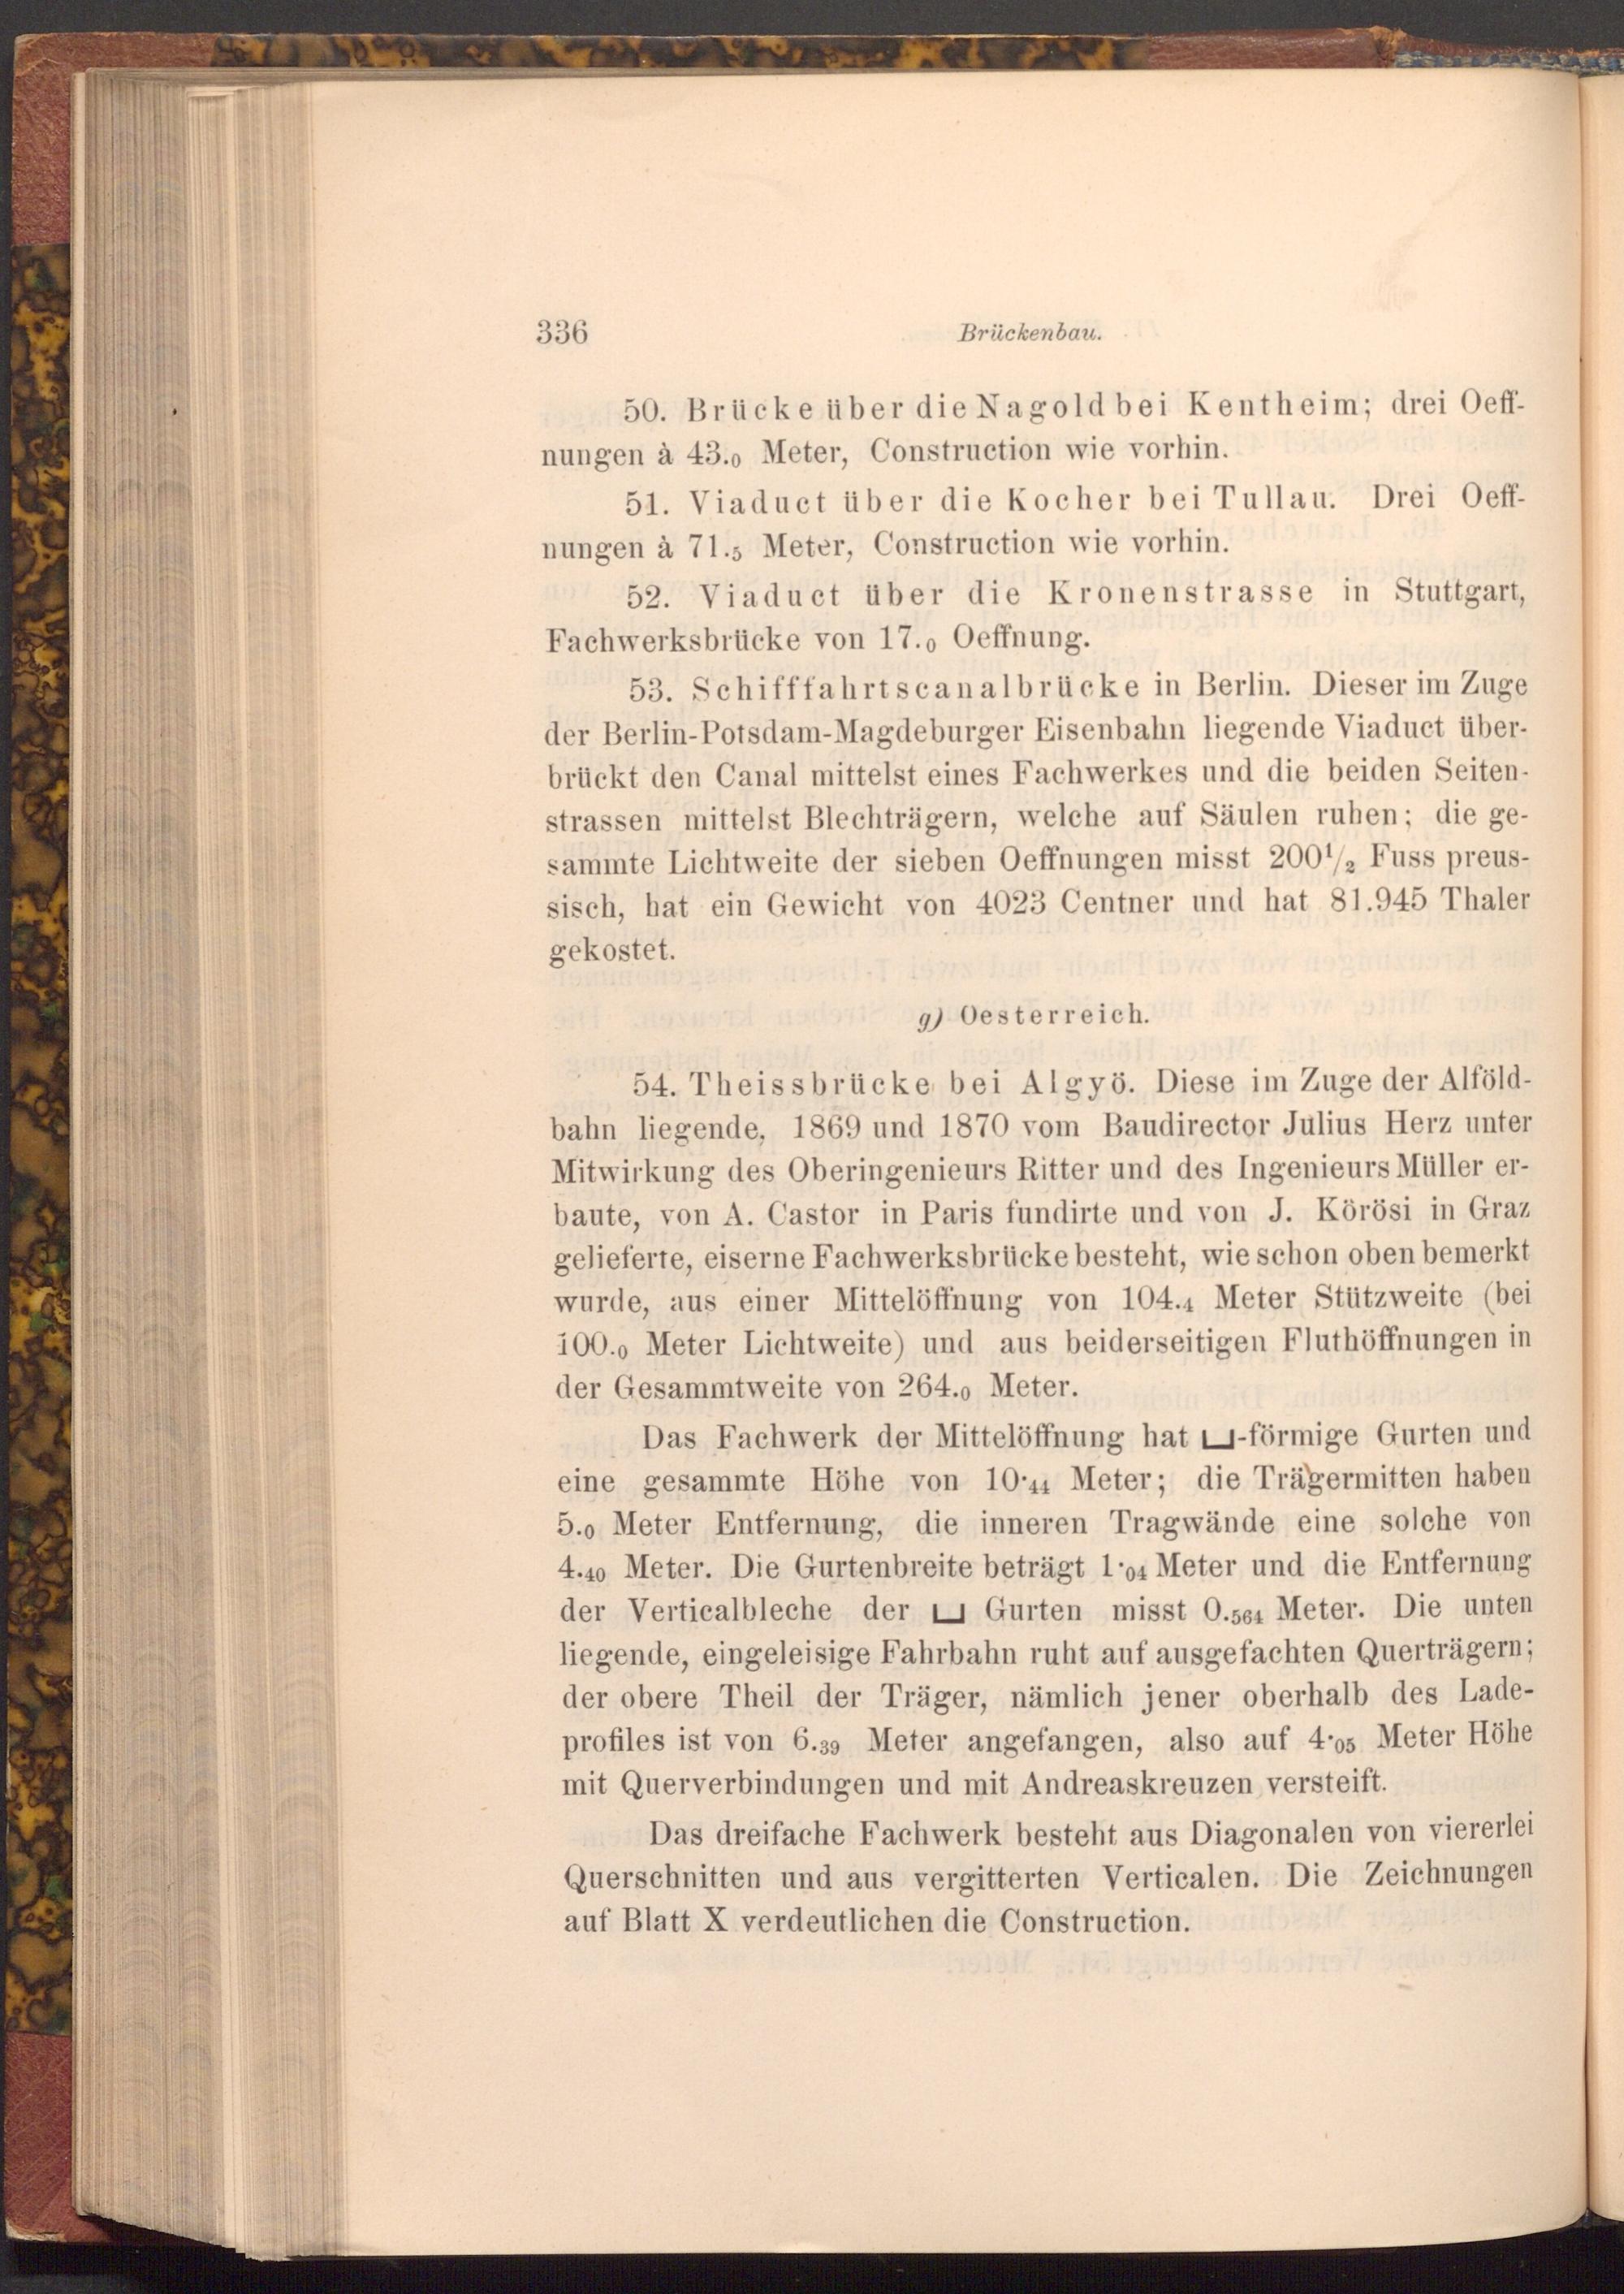 336 Brückenbau.
50. Brücke über die Nagold bei Kentheim; drei Oeff-
nungen à 43.0 Meter, Construction wie vorhin.
51. Viaduct über die Kocher bei Tullau. Drei Oeff-
nungen à 71.5 Meter, Construction wie vorhin.
52. Viaduct über die Kronenstrasse in Stuttgart,
Fachwerksbrücke von 17.0 Oeffnung.
53. Schifffahrtscanalbrücke in Berlin. Dieser im Zuge
der Berlin-Potsdam-Magdeburger Eisenbahn liegende Viaduct über-
brückt den Canal mittelst eines Fachwerkes und die beiden Seiten-
strassen mittelst Blechträgern, welche auf Säulen ruhen; die ge-
sammte Lichtweite der sieben Oeffnungen misst 200½ Fuss preus-
sisch, hat ein Gewicht von 4023 Centner und hat 81.945 Thaler
gekostet.
g) Oesterreich.
54. Theissbrücke bei Algyö. Diese im Zuge der Alföld-
bahn liegende, 1869 und 1870 vom Baudirector Julius Herz unter
Mitwirkung des Oberingenieurs Ritter und des Ingenieurs Müller er-
baute, von A. Castor in Paris fundirte und von J. Körösi in Graz
gelieferte, eiserne Fachwerksbrücke besteht, wie schon oben bemerkt
wurde, aus einer Mittelöffnung von 104.4 Meter Stützweite (bei
100.0 Meter Lichtweite) und aus beiderseitigen Fluthöffnungen in
der Gesammtweite von 264.0 Meter.
Das Fachwerk der Mittelöffnung hat ⌴-förmige Gurten und
eine gesammte Höhe von 10·44 Meter; die Trägermitten haben
5.0 Meter Entfernung, die inneren Tragwände eine solche von
4.40 Meter. Die Gurtenbreite beträgt 1·04 Meter und die Entfernung
der Verticalbleche der ⌴ Gurten misst 0.564 Meter. Die unten
liegende, eingeleisige Fahrbahn ruht auf ausgefachten Querträgern;
der obere Theil der Träger, nämlich jener oberhalb des Lade-
profiles ist von 6.39 Meter angefangen, also auf 4·05 Meter Höhe
mit Querverbindungen und mit Andreaskreuzen versteift.
Das dreifache Fachwerk besteht aus Diagonalen von viererlei
Querschnitten und aus vergitterten Verticalen. Die Zeichnungen
auf Blatt X verdeutlichen die Construction.